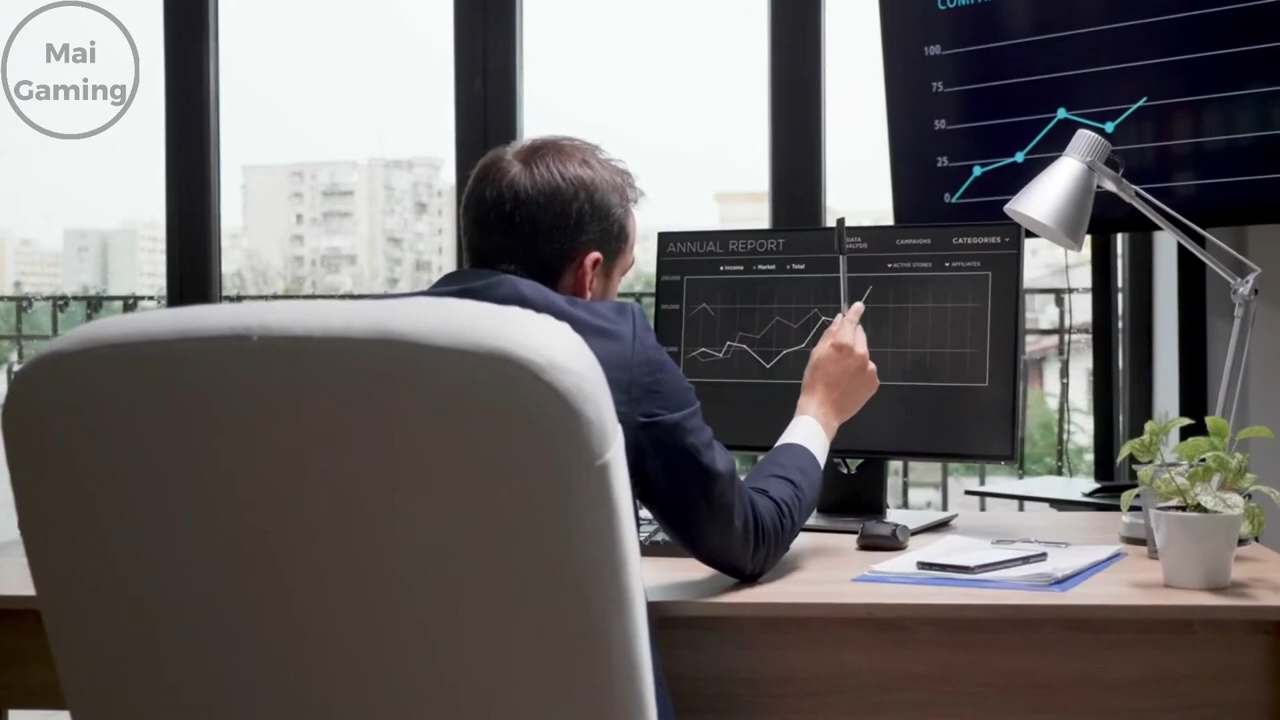 Mai
Gaming
100
75
50
25
0
ANNUAL REPORT
DATA
ANALYSIS
CAMPAIGNS
CATEGORIES
Income
Market
Total
ACTIVE STORES
AFFILIATES